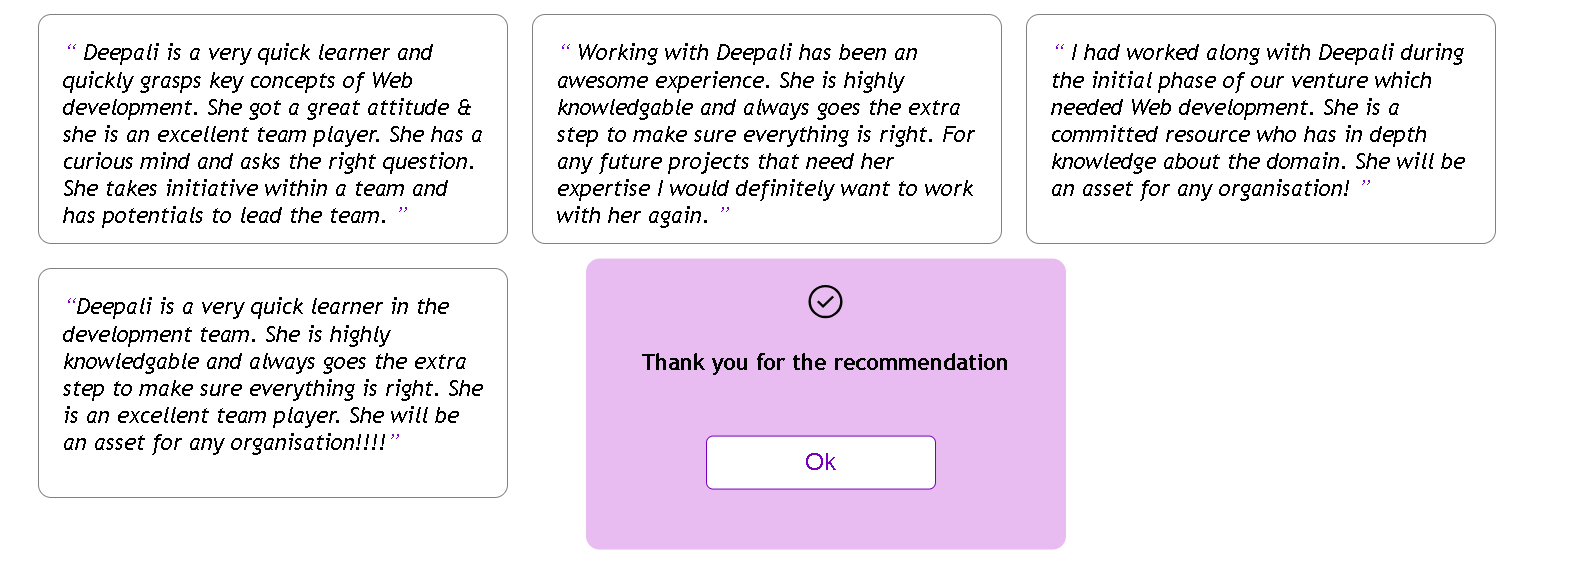 “ Deepali is a very quick learner and
quickly grasps key concepts of Web
development. She got a great attitude &
she is an excellent team player. She has a
curious mind and asks the right question.
She takes initiative within a team and
has potentials to lead the team. ”
“ Working with Deepali has been an
awesome experience. She is highly
knowledgable and always goes the extra
step to make sure everything is right. For
any future projects that need her
expertise I would definitely want to work
with her again. ”
“ I had worked along with Deepali during
the initial phase of our venture which
needed Web development. She is a
committed resource who has in depth
knowledge about the domain. She will be
an asset for any organisation! ”
“Deepali is a very quick learner in the
development team. She is highly
knowledgable and always goes the extra
step to make sure everything is right. She
is an excellent team player. She will be
an asset for any organisation!!!!”
Thank you for the recommendation
Ok